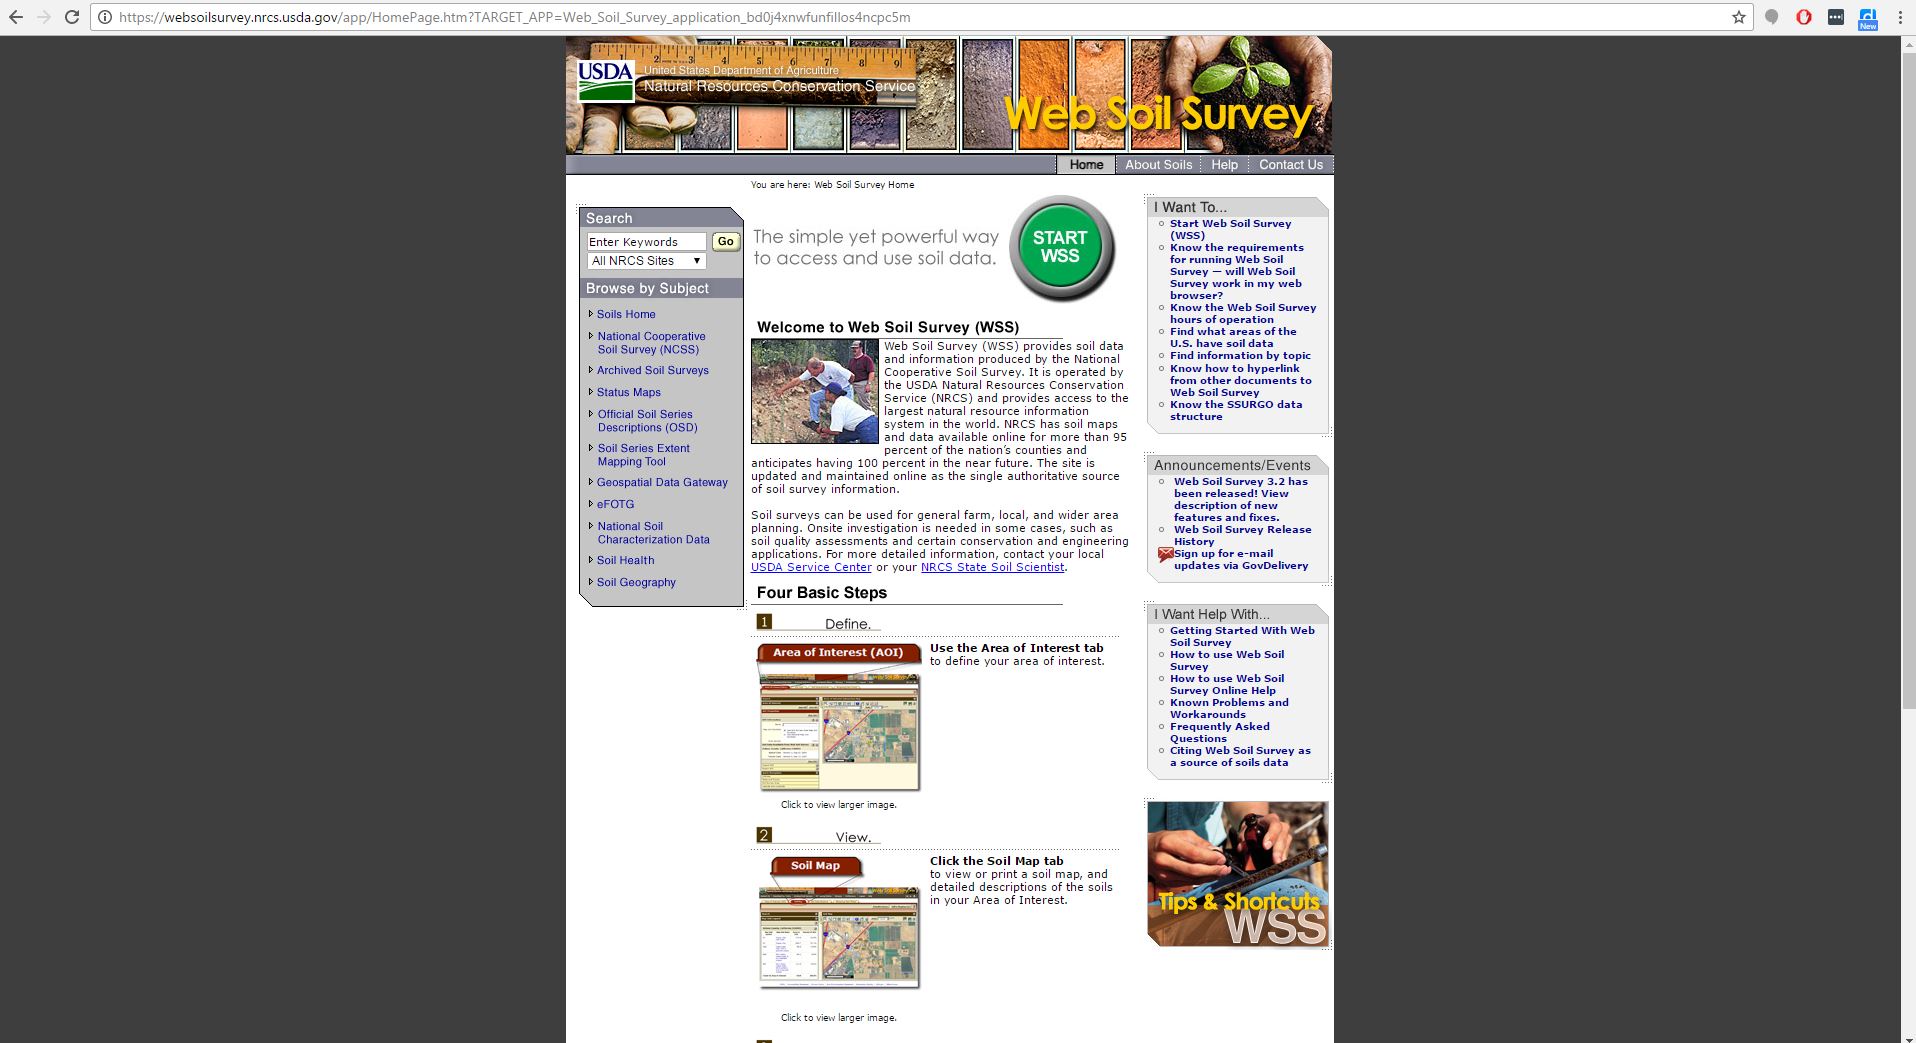 https://websoilsurvey.nrcs.usda.gov/app/HomePage.htm?TARGET_APP=Web_Soil_Survey_application_bd0j4xnwfunfillos4ncpc5m
New
USDA
United States Department of Agriculture
Natural Resources Conservation Service
Web Soil Survey
Home
About Soils
Help
Contact Us
You are here: Web Soil Survey Home
Search
Enter Keywords
Go
All NRCS Sites
Browse by Subject
Soils Home
National Cooperative
Soil Survey (NCSS)
Archived Soil Surveys
Status Maps
Official Soil Series
Descriptions (OSD)
Soil Series Extent
Mapping Tool
Geospatial Data Gateway
eFOTG
National Soil
Characterization Data
Soil Health
Soil Geography
The simple yet powerful way
to access and use soil data.
START
WSS
Welcome to Web Soil Survey (WSS)
Web Soil Survey (WSS) provides soil data
and information produced by the National
Cooperative Soil Survey. It is operated by
the USDA Natural Resources Conservation
Service (NRCS) and provides access to the
largest natural resource information
system in the world. NRCS has soil maps
and data available online for more than 95
percent of the nation's counties and
anticipates having 100 percent in the near future. The site is
updated and maintained online as the single authoritative source
of soil survey information.
Soil surveys can be used for general farm, local, and wider area
planning. Onsite investigation is needed in some cases, such as
soil quality assessments and certain conservation and engineering
applications. For more detailed information, contact your local
USDA Service Center or your NRCS State Soil Scientist.
Four Basic Steps
1 Define.
Area of Interest (AOI)
Use the Area of Interest tab
to define your area of interest.
Click to view larger image.
2 View.
Soil Map
Click the Soil Map tab
to view or print a soil map, and
detailed descriptions of the soils
in your Area of Interest.
Click to view larger image.
I Want To...
Start Web Soil Survey
(WSS)
Know the requirements
for running Web Soil
Survey — will Web Soil
Survey work in my web
browser?
Know the Web Soil Survey
hours of operation
Find what areas of the
U.S. have soil data
Find information by topic
Know how to hyperlink
from other documents to
Web Soil Survey
Know the SSURGO data
structure
Announcements/Events
Web Soil Survey 3.2 has
been released! View
description of new
features and fixes.
Web Soil Survey Release
History
Sign up for e-mail
updates via GovDelivery
I Want Help With...
Getting Started With Web
Soil Survey
How to use Web Soil
Survey
How to use Web Soil
Survey Online Help
Known Problems and
Workarounds
Frequently Asked
Questions
Citing Web Soil Survey as
a source of soils data
Tips & Shortcuts
WSS